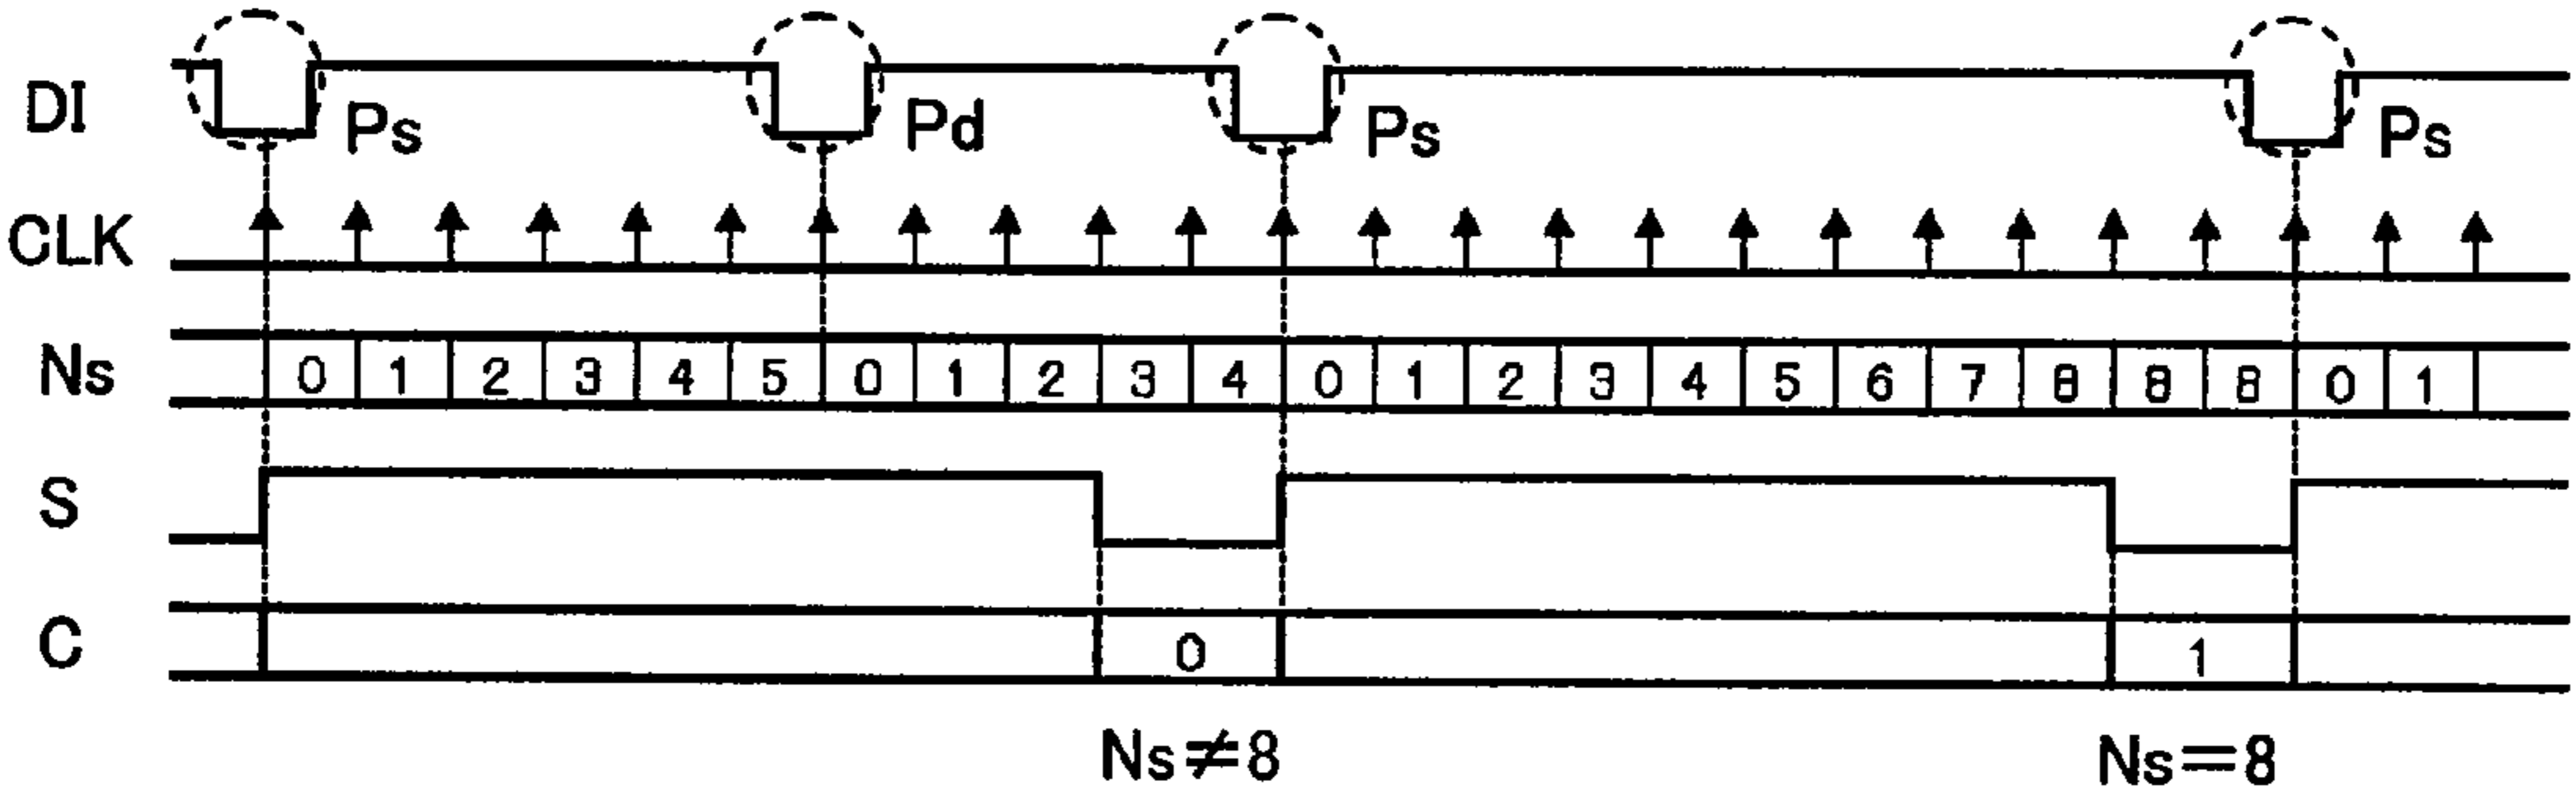 DI Ps Pd Ps Ps
CLK
Ns 0 1 2 3 4 5 0 1 2 3 4 0 1 2 3 4 5 6 7 8 8 8 0 1
S
C 0 1
Ns≠8 Ns=8